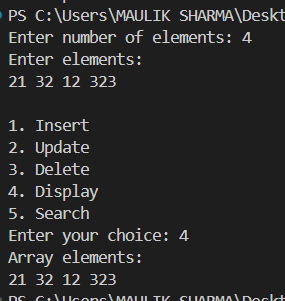 PS C:\Users\MAULIK SHARMA\Deskt
Enter number of elements: 4
Enter elements:
21 32 12 323
1. Insert
2. Update
3. Delete
4. Display
5. Search
Enter your choice: 4
Array elements:
21 32 12 323
PS C:\Users\MAULIK SHARMA\Deskt